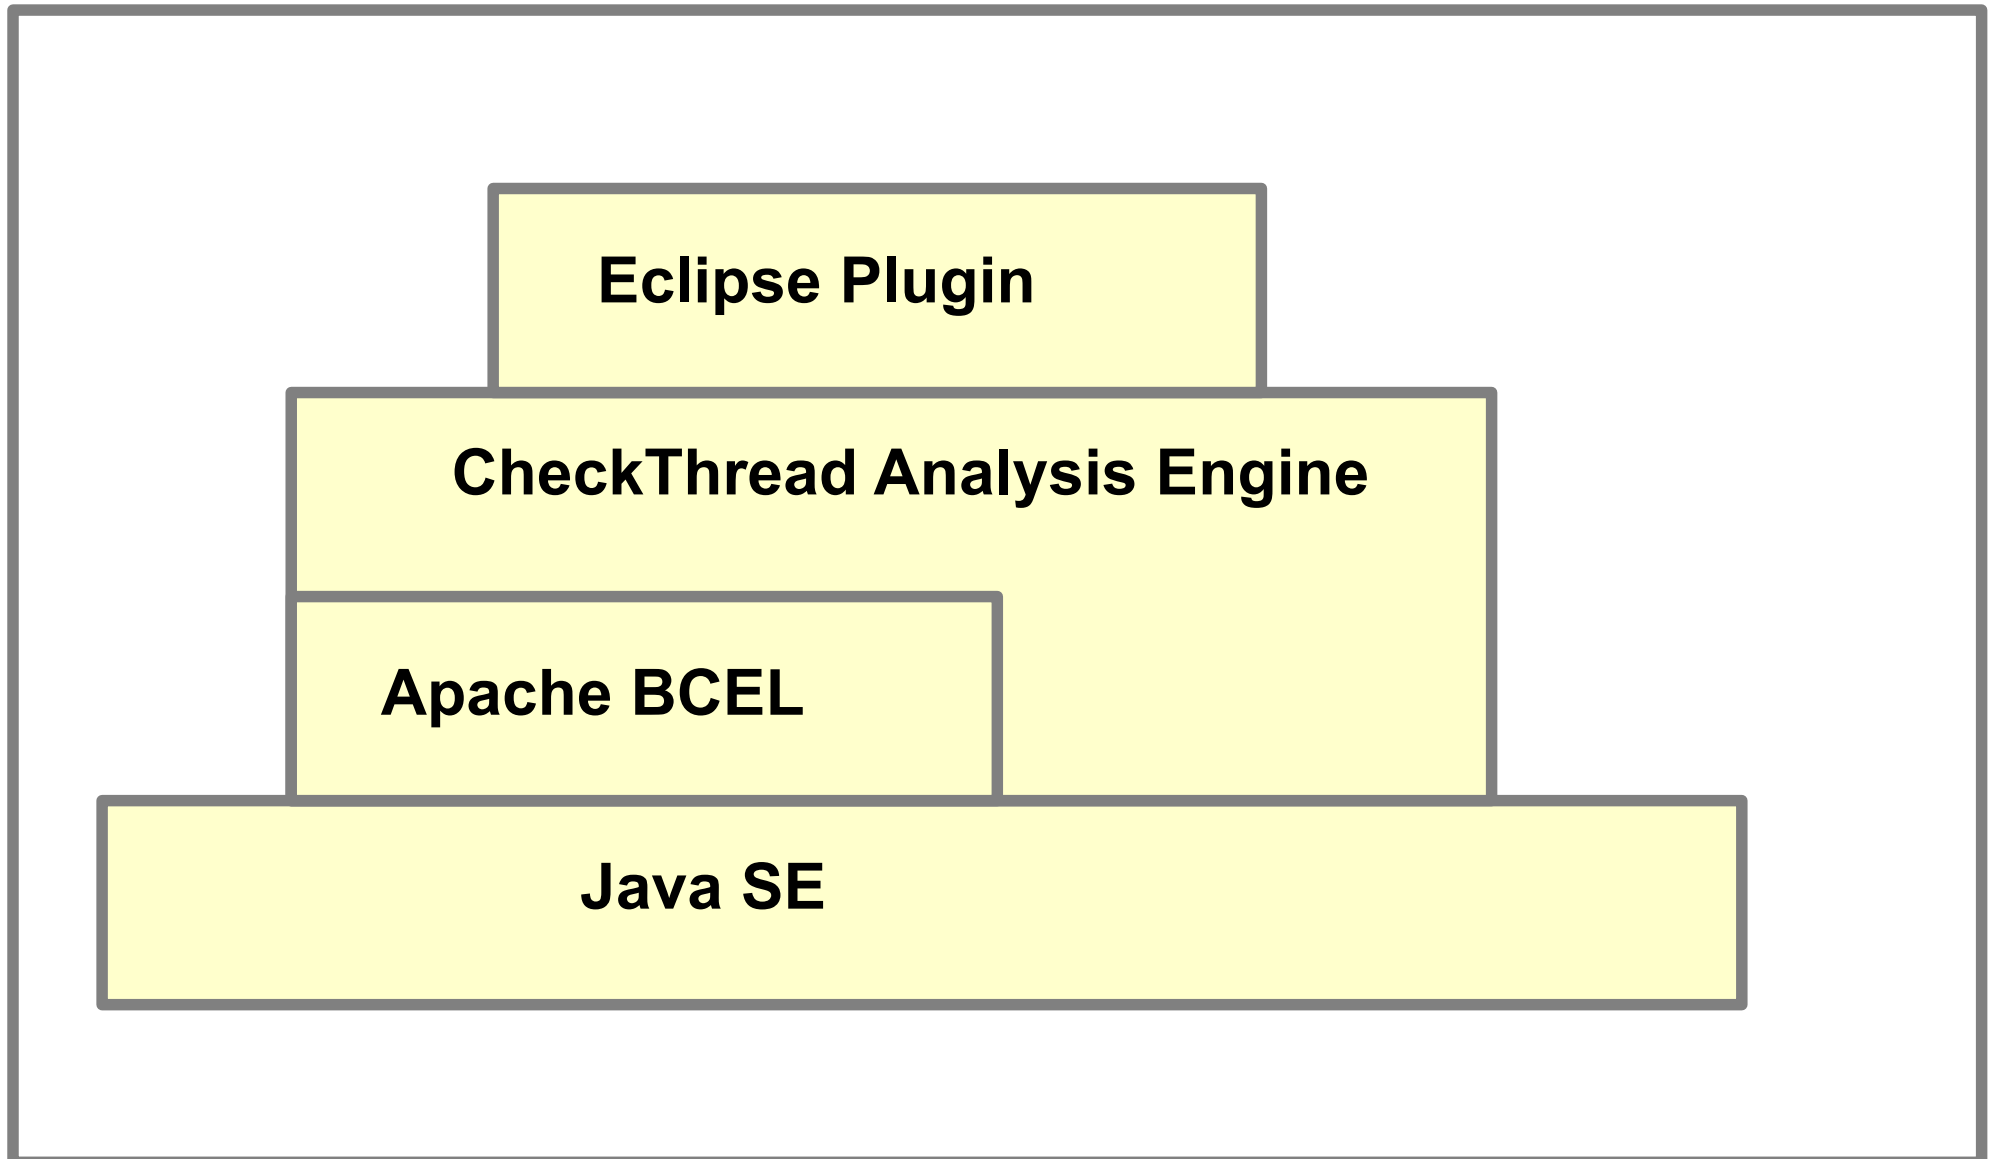 Eclipse Plugin
CheckThread Analysis Engine
Apache BCEL
Java SE